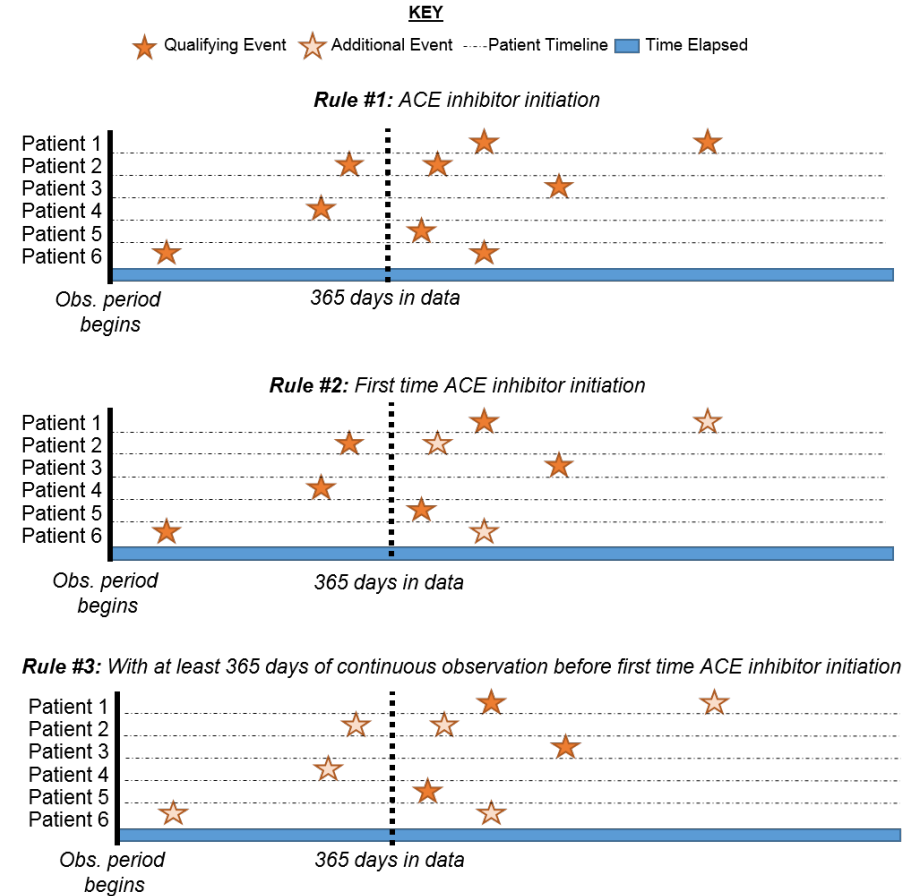 KEY
Qualifying Event Additional Event Patient Timeline Time Elapsed
Rule #1: ACE inhibitor initiation
Patient 1
Patient 2
Patient 3
Patient 4
Patient 5
Patient 6
Obs. period
begins
365 days in data
Rule #2: First time ACE inhibitor initiation
Patient 1
Patient 2
Patient 3
Patient 4
Patient 5
Patient 6
Obs. period
begins
365 days in data
Rule #3: With at least 365 days of continuous observation before first time ACE inhibitor initiation
Patient 1
Patient 2
Patient 3
Patient 4
Patient 5
Patient 6
Obs. period
begins
365 days in data